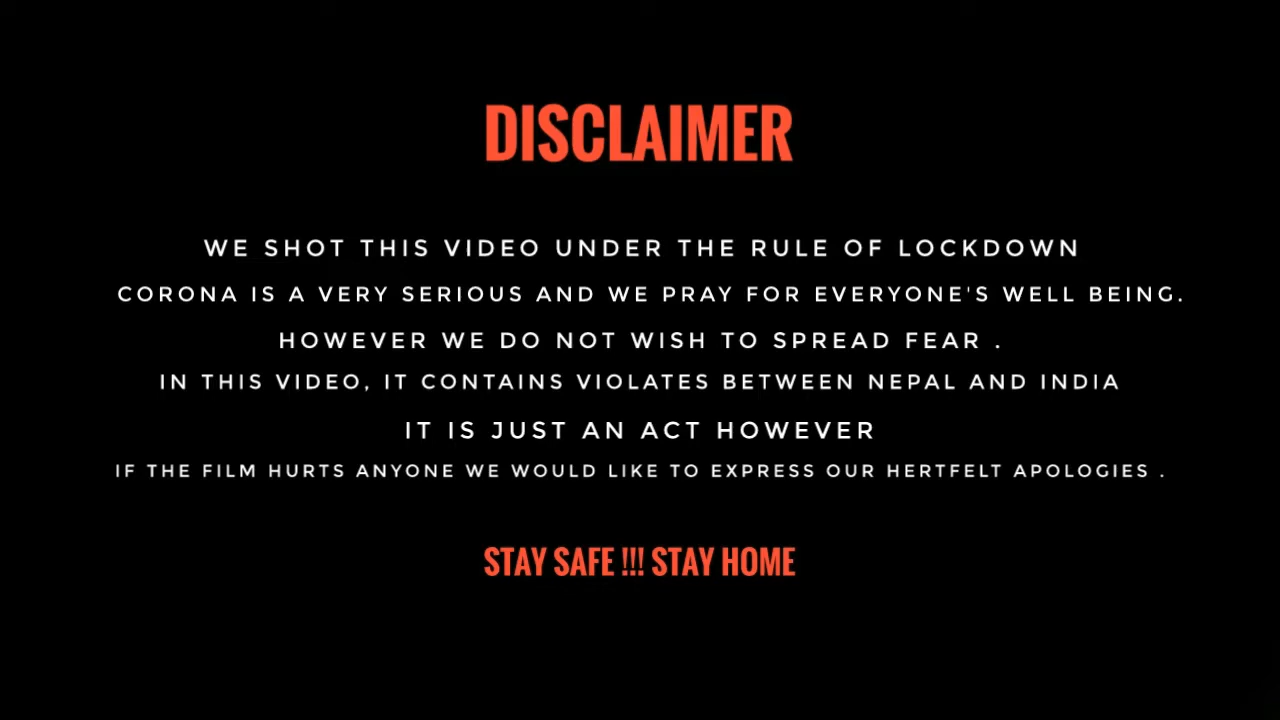 DISCLAIMER
WE SHOT THIS VIDEO UNDER THE RULE OF LOCKDOWN
CORONA IS A VERY SERIOUS AND WE PRAY FOR EVERYONE'S WELL BEING.
HOWEVER WE DO NOT WISH TO SPREAD FEAR .
IN THIS VIDEO, IT CONTAINS VIOLATES BETWEEN NEPAL AND INDIA
IT IS JUST AN ACT HOWEVER
IF THE FILM HURTS ANYONE WE WOULD LIKE TO EXPRESS OUR HERTFELT APOLOGIES .
STAY SAFE !!! STAY HOME